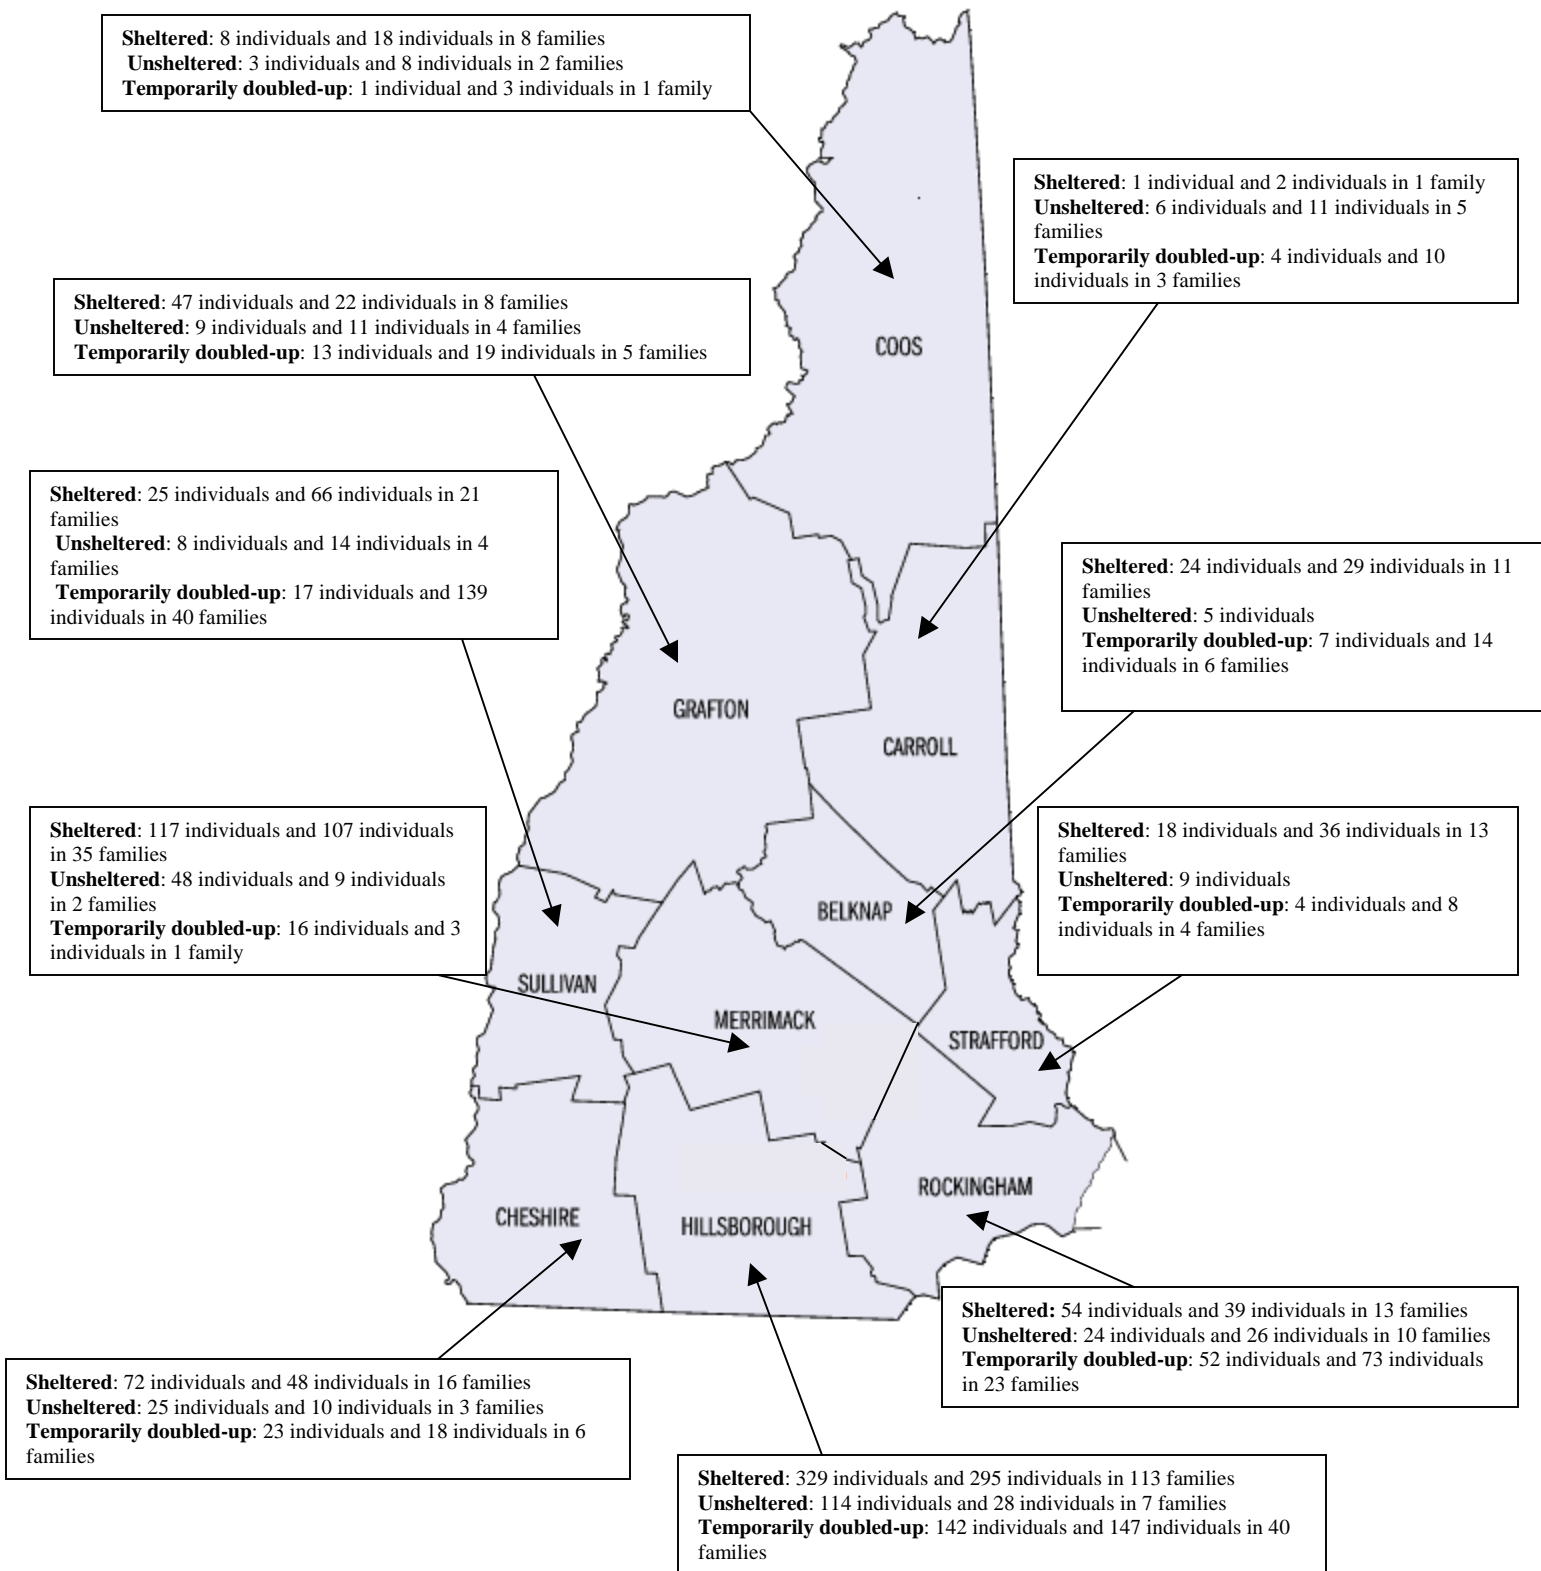 Sheltered: 8 individuals and 18 individuals in 8 families
Unsheltered: 3 individuals and 8 individuals in 2 families
Temporarily doubled-up: 1 individual and 3 individuals in 1 family
Sheltered: 1 individual and 2 individuals in 1 family
Unsheltered: 6 individuals and 11 individuals in 5
families
Temporarily doubled-up: 4 individuals and 10
individuals in 3 families
Sheltered: 47 individuals and 22 individuals in 8 families
Unsheltered: 9 individuals and 11 individuals in 4 families
Temporarily doubled-up: 13 individuals and 19 individuals in 5 families
COOS
Sheltered: 25 individuals and 66 individuals in 21
families
Unsheltered: 8 individuals and 14 individuals in 4
families
Temporarily doubled-up: 17 individuals and 139
individuals in 40 families
Sheltered: 24 individuals and 29 individuals in 11
families
Unsheltered: 5 individuals
Temporarily doubled-up: 7 individuals and 14
individuals in 6 families
GRAFTON
CARROLL
Sheltered: 117 individuals and 107 individuals
in 35 families
Unsheltered: 48 individuals and 9 individuals
in 2 families
Temporarily doubled-up: 16 individuals and 3
individuals in 1 family
Sheltered: 18 individuals and 36 individuals in 13
families
Unsheltered: 9 individuals
Temporarily doubled-up: 4 individuals and 8
individuals in 4 families
BELKNAP
SULLIVAN
MERRIMACK
STRAFFORD
ROCKINGHAM
CHESHIRE
HILLSBOROUGH
Sheltered: 54 individuals and 39 individuals in 13 families
Unsheltered: 24 individuals and 26 individuals in 10 families
Temporarily doubled-up: 52 individuals and 73 individuals
in 23 families
Sheltered: 72 individuals and 48 individuals in 16 families
Unsheltered: 25 individuals and 10 individuals in 3 families
Temporarily doubled-up: 23 individuals and 18 individuals in 6
families
Sheltered: 329 individuals and 295 individuals in 113 families
Unsheltered: 114 individuals and 28 individuals in 7 families
Temporarily doubled-up: 142 individuals and 147 individuals in 40
families